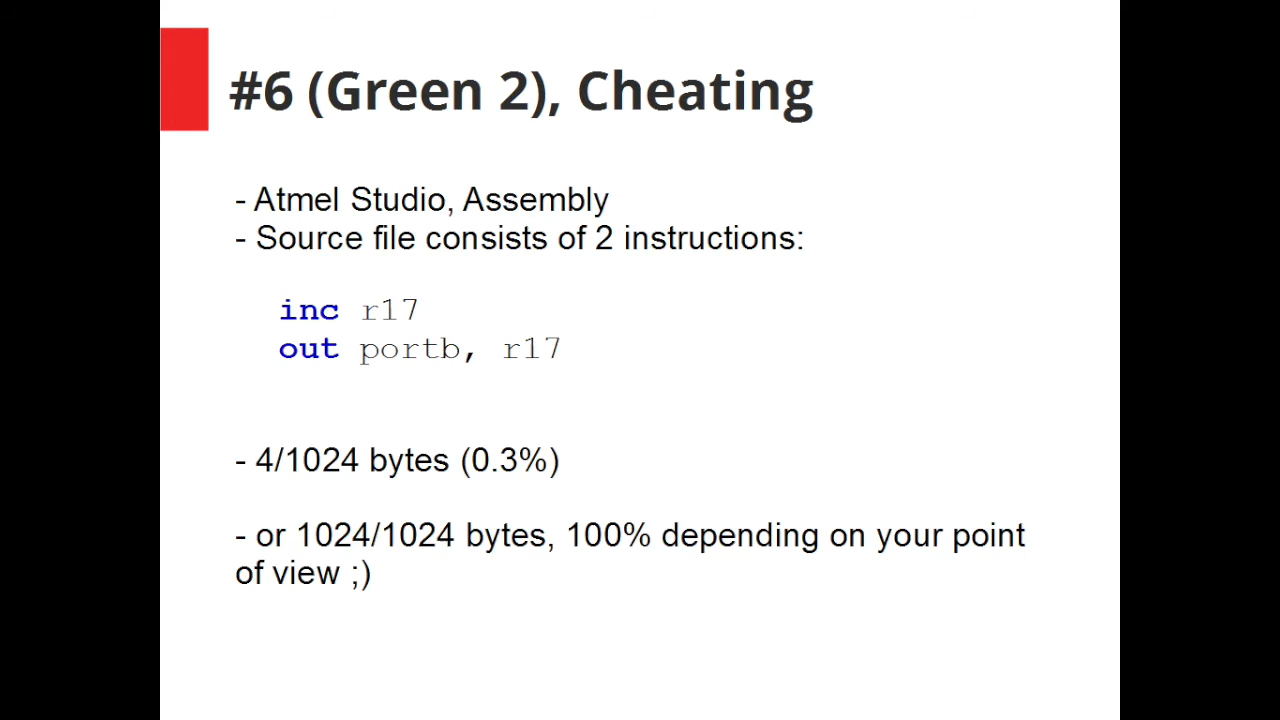 #6 (Green 2), Cheating
- Atmel Studio, Assembly
- Source file consists of 2 instructions:
inc r17
out portb, r17
- 4/1024 bytes (0.3%)
- or 1024/1024 bytes, 100% depending on your point
of view ;)